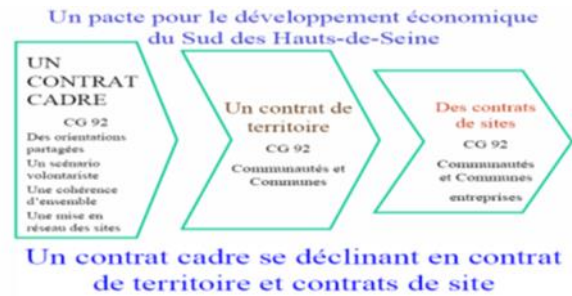 Un pacte pour le développement économique
du Sud des Hauts-de-Seine
UN
CONTRAT
CADRE
CG 92
Des orientations
partagées
Un scénario
volontariste
Une cohérence
d'ensemble
Une mise en
réseau des sites
Un contrat de
territoire
CG 92
Communautés et
Communes
Des contrats
de sites
CG 92
Communautés
et Communes
entreprises
Un contrat cadre se déclinant en contrat
de territoire et contrats de site